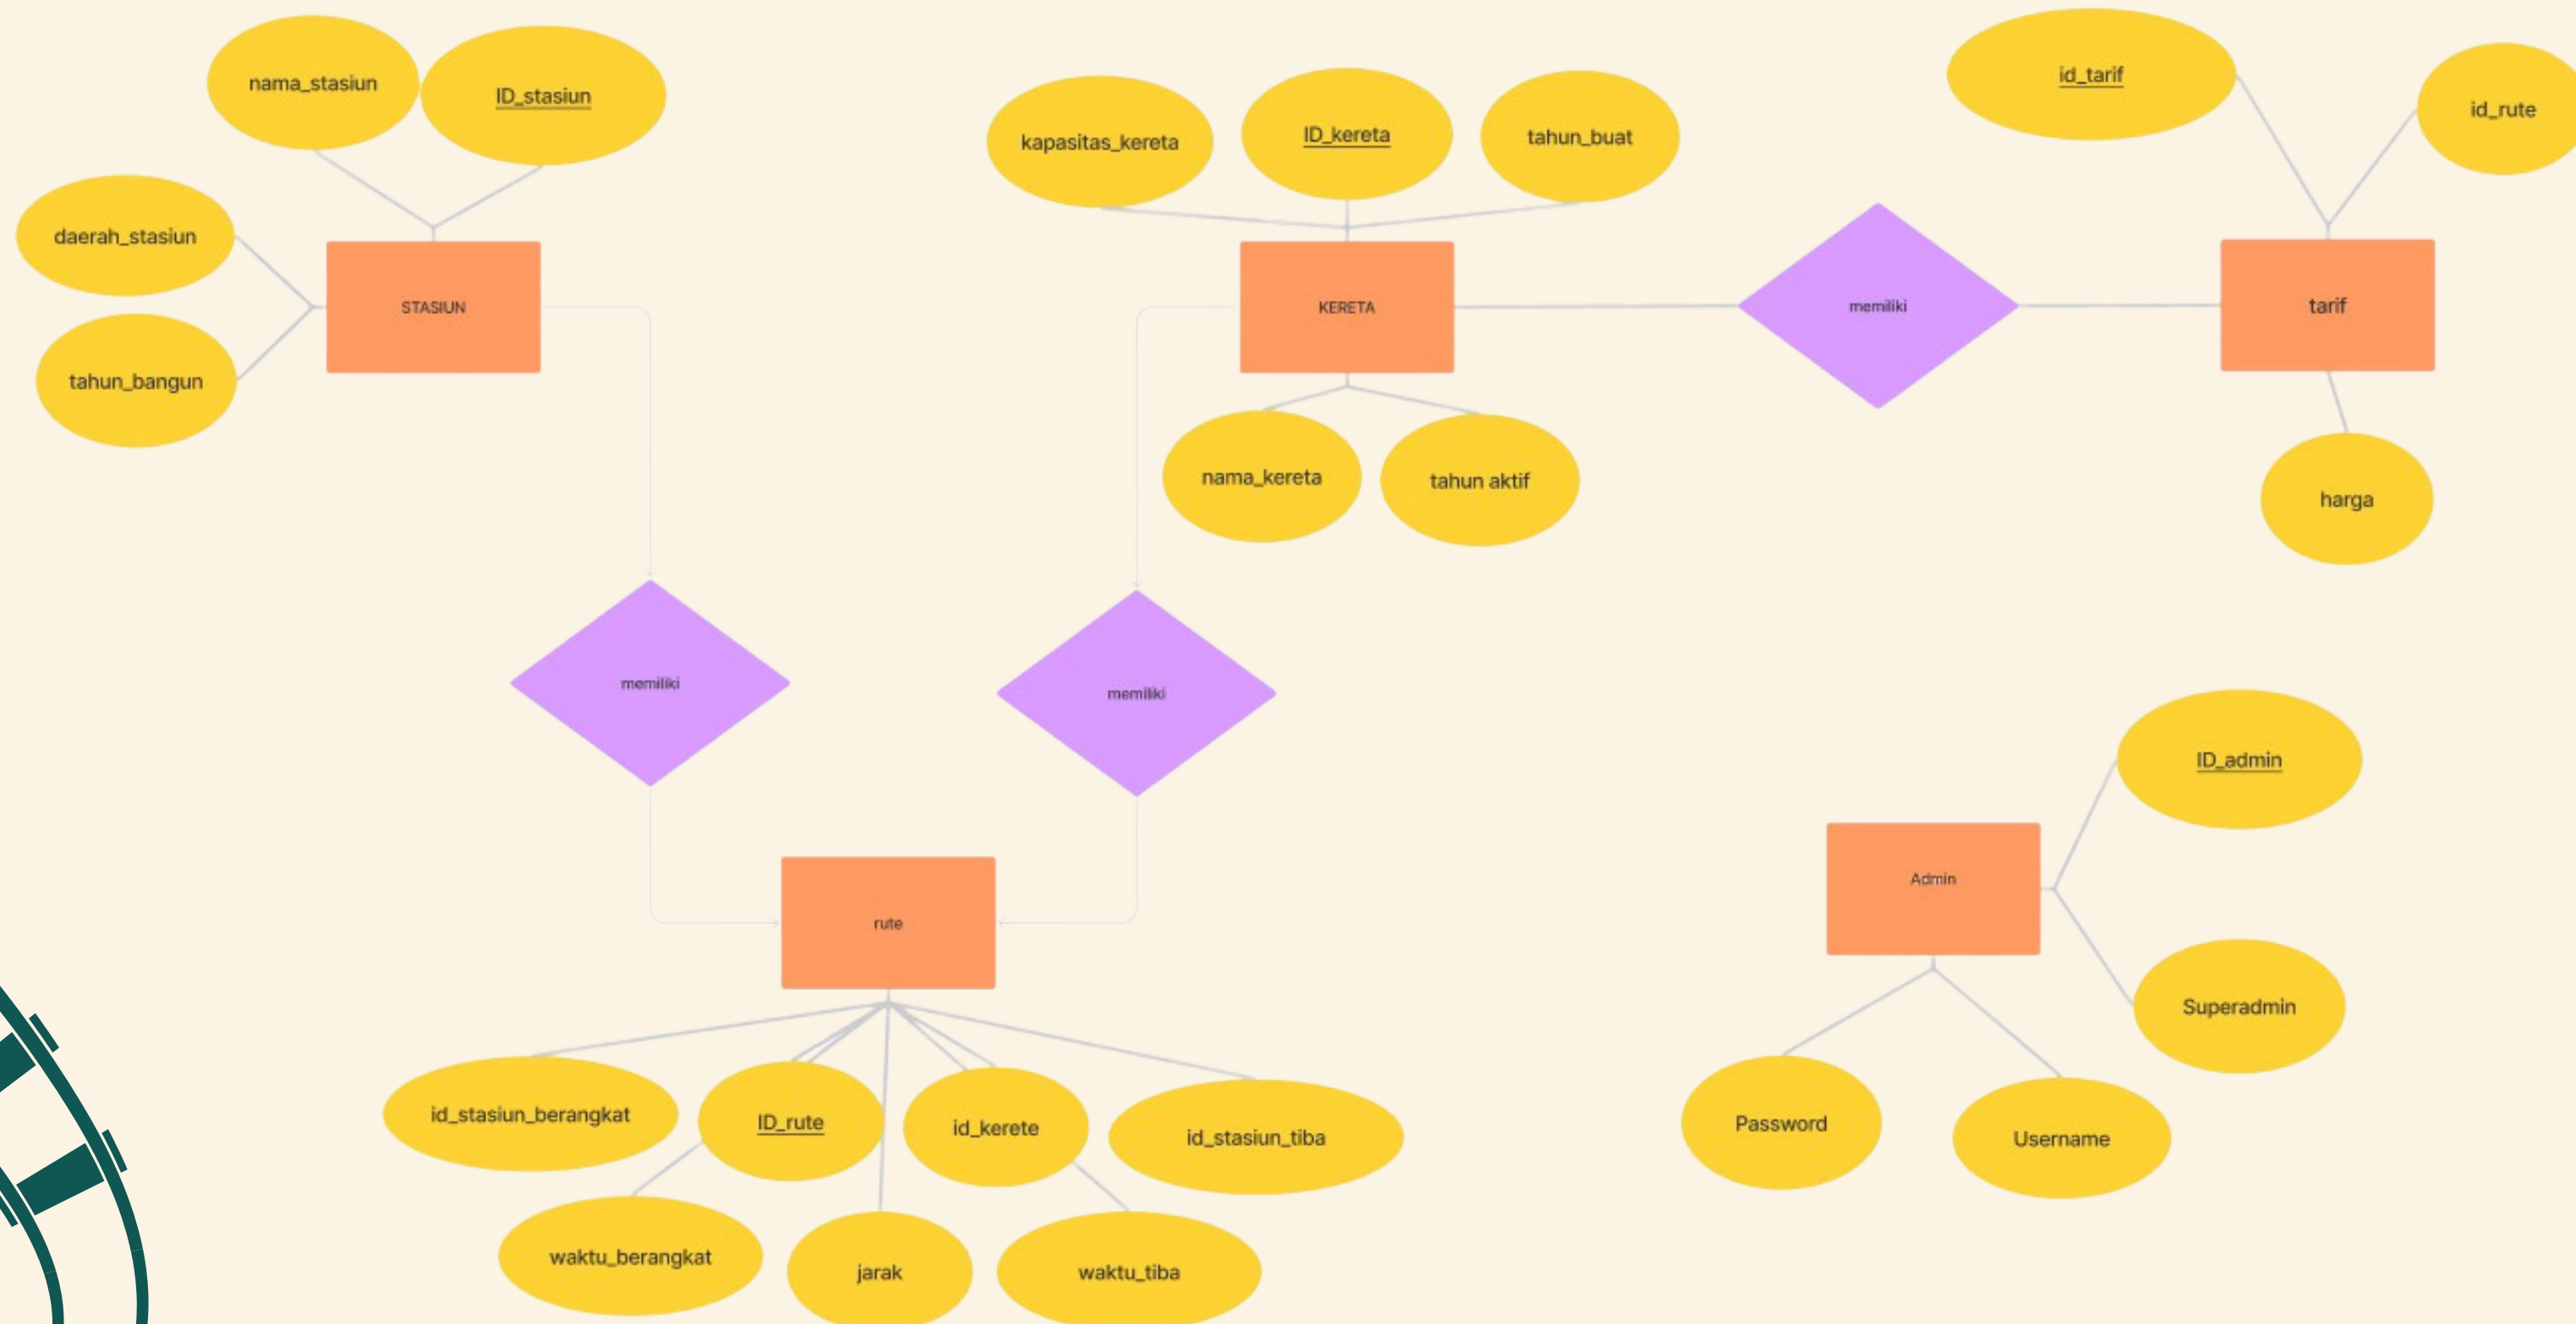 nama_stasiun
ID_stasiun
daerah_stasiun
tahun_bangun
STASIUN
kapasitas_kereta
ID_kereta
tahun_buat
KERETA
nama_kereta
tahun aktif
memiliki
id_tarif
id_rute
tarif
harga
memiliki
memiliki
rute
id_stasiun_berangkat
ID_rute
id_kerete
id_stasiun_tiba
waktu_berangkat
jarak
waktu_tiba
ID_admin
Admin
Superadmin
Password
Username